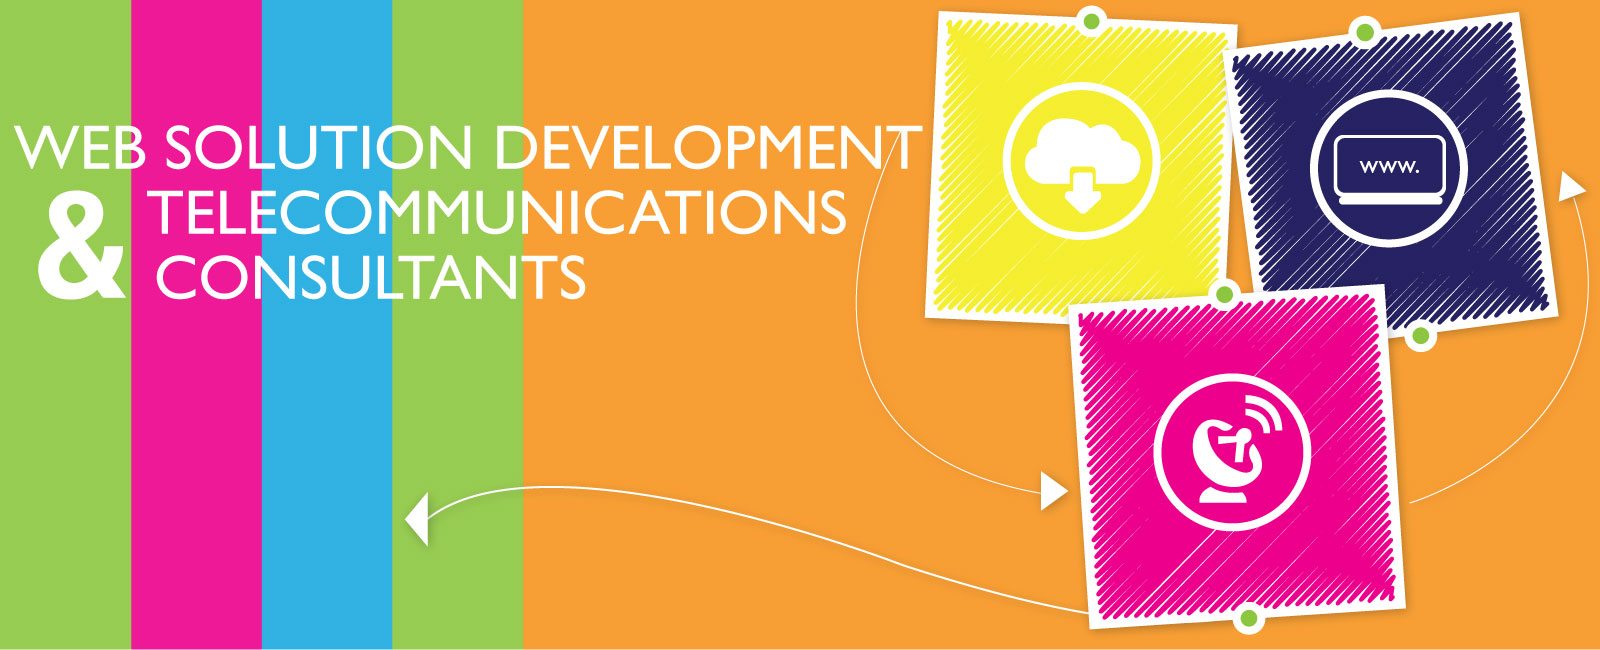 WEB SOLUTION DEVELOPMENT
& TELECOMMUNICATIONS
CONSULTANTS
www.